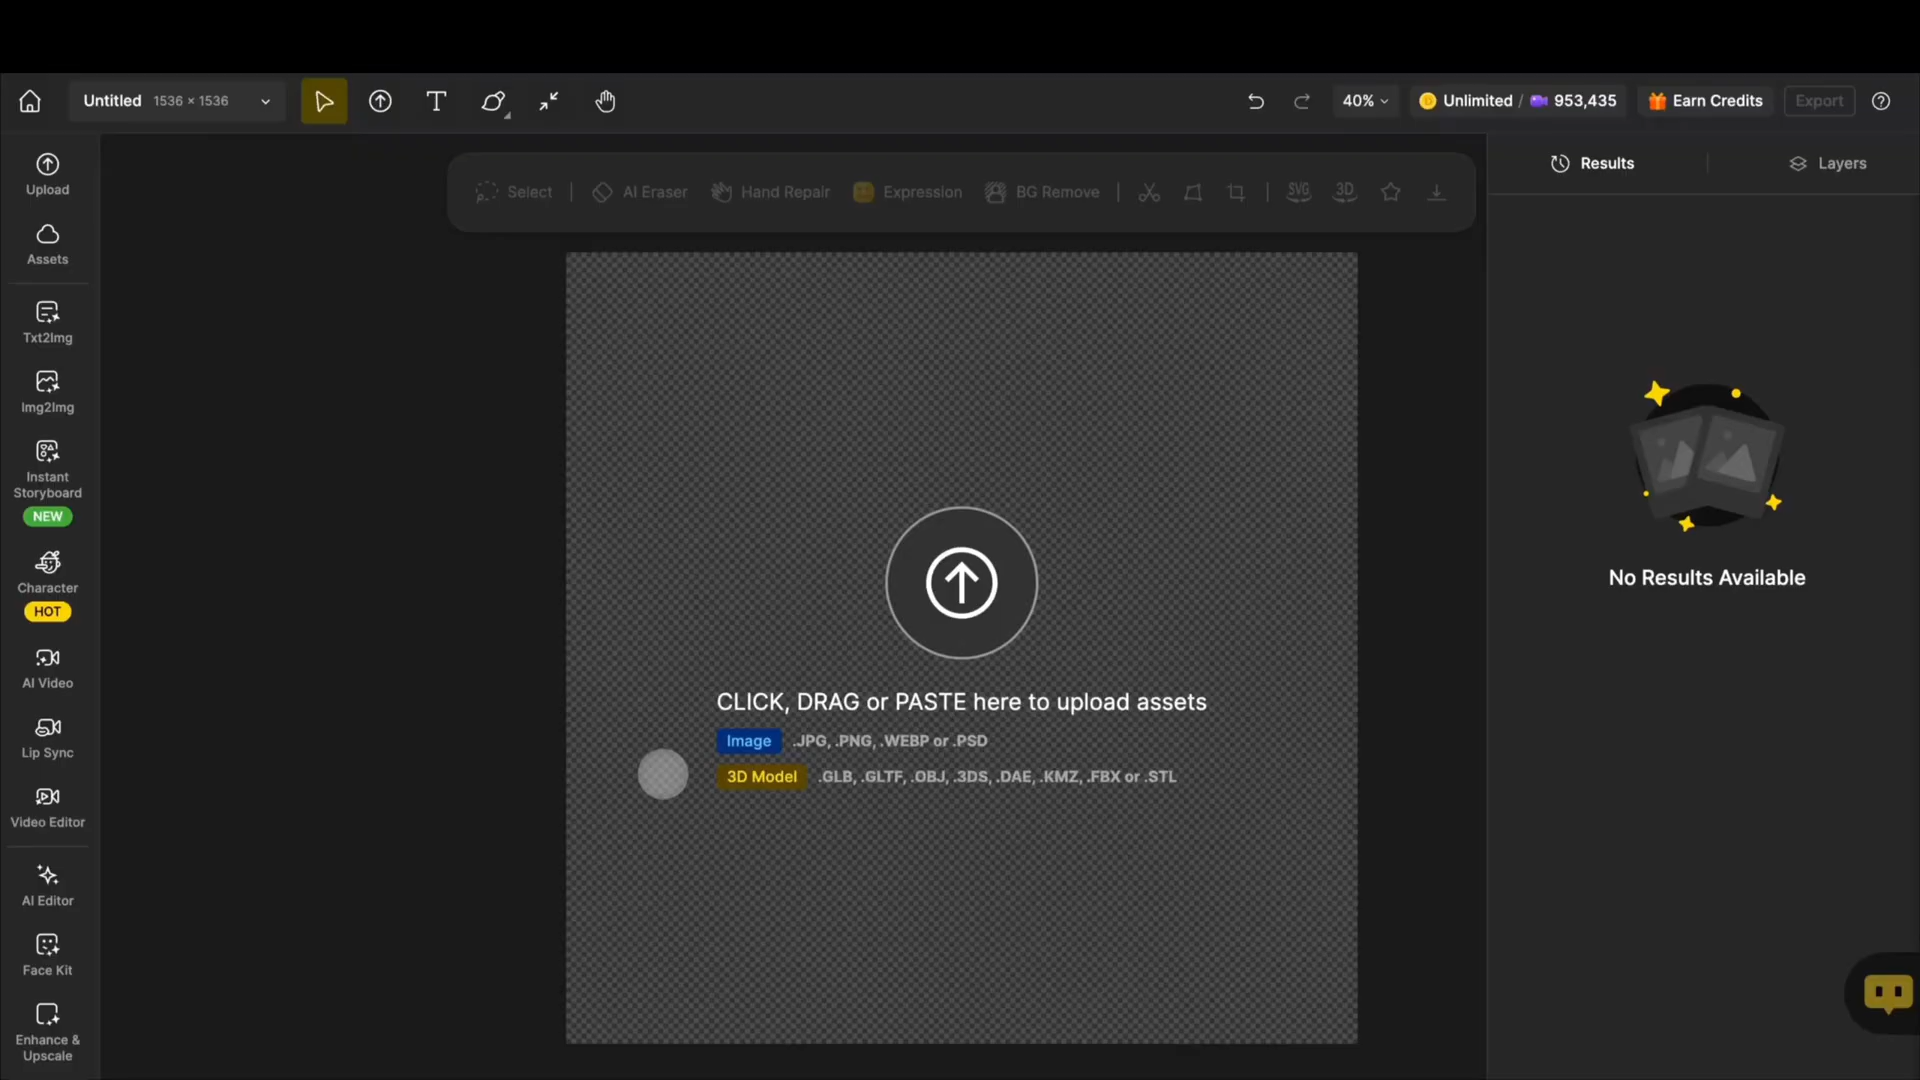 Untitled 1536 × 1536
40%
Unlimited / 953,435
Earn Credits
Export
Upload
Assets
Txt2Img
Img2Img
Instant
Storyboard
NEW
Character
HOT
AI Video
Lip Sync
Video Editor
AI Editor
Face Kit
Enhance &
Upscale
Select
AI Eraser
Hand Repair
Expression
BG Remove
SVG
3D
CLICK, DRAG or PASTE here to upload assets
Image .JPG, .PNG, .WEBP or .PSD
3D Model .GLB, .GLTF, .OBJ, .3DS, .DAE, .KMZ, .FBX or .STL
Results
Layers
No Results Available